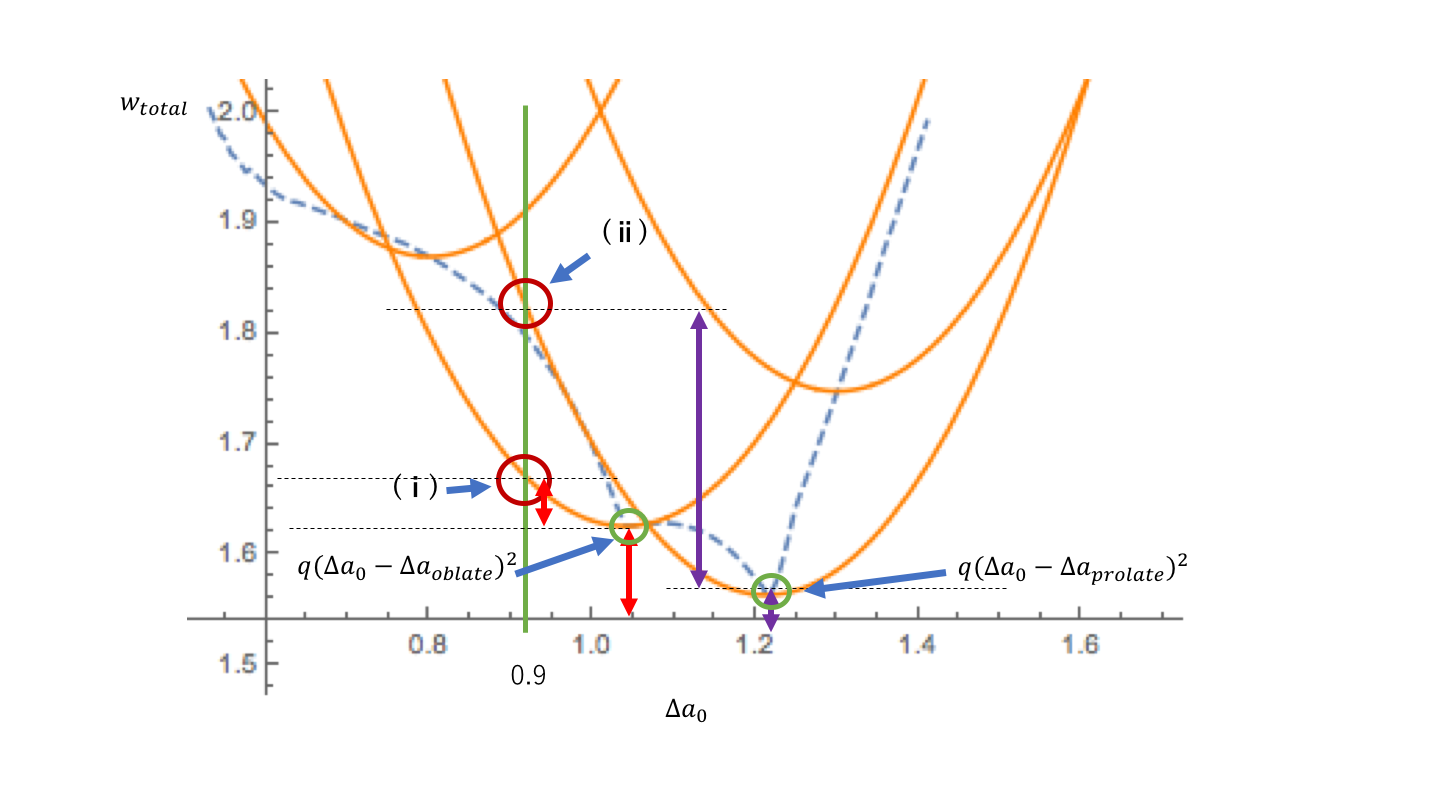 w_total
2.0
1.9
(ii)
1.8
1.7
(i)
1.6
q(Δa_0 − Δa_oblate)^2
q(Δa_0 − Δa_prolate)^2
0.8 1.0 1.2 1.4 1.6
1.5
0.9
Δa_0